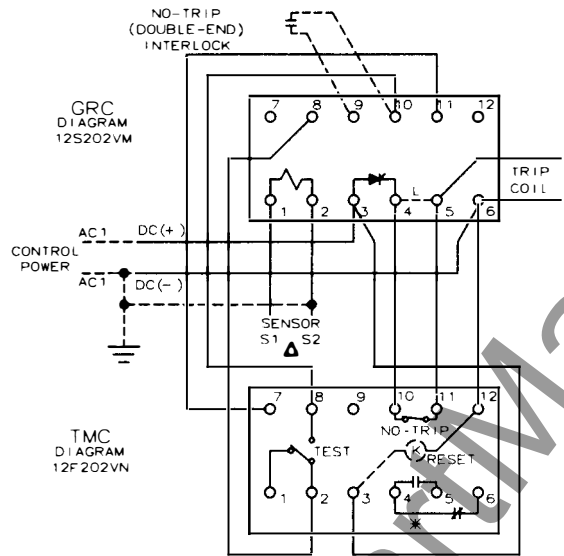 NO-TRIP
(DOUBLE-END)
INTERLOCK
GRC
DIAGRAM
12S202VM
7 8 9 10 11 12
L
TRIP
COIL
1 2 3 4 5 6
AC1 DC(+)
CONTROL
POWER
AC1 DC(-)
SENSOR
S1 S2
7 8 9 10 11 12
NO-TRIP
TMC
DIAGRAM
12F202VN
TEST
K
RESET
1 2 3 4 5 6